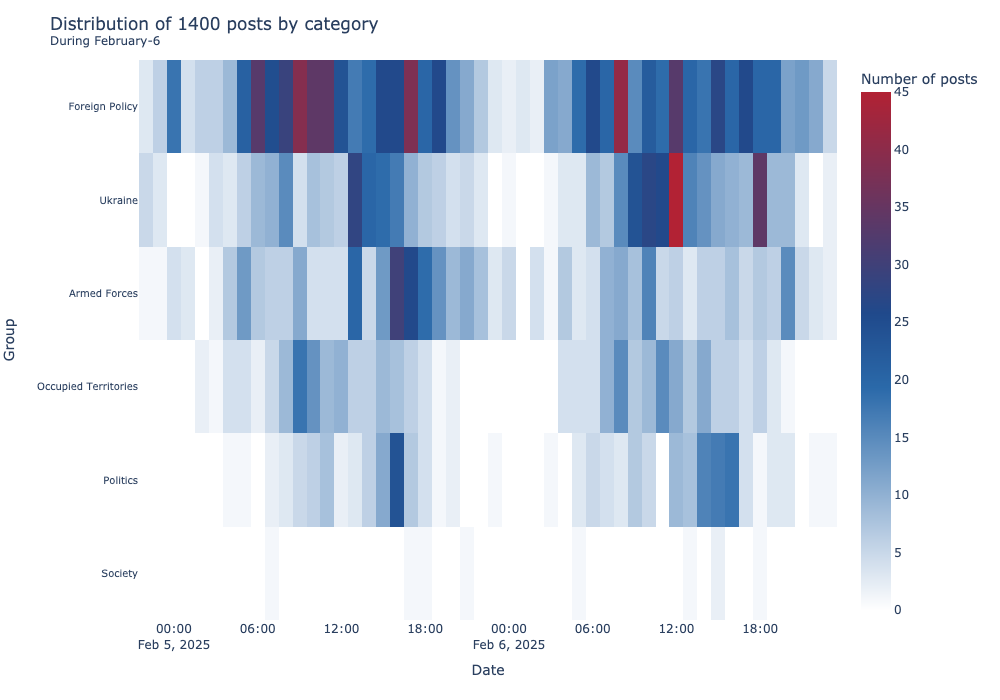 Distribution of 1400 posts by category
During February-6
Number of posts
45
40
35
30
25
20
15
10
5
0
Group
Foreign Policy
Ukraine
Armed Forces
Occupied Territories
Politics
Society
00:00 06:00 12:00 18:00 00:00 06:00 12:00 18:00
Feb 5, 2025 Feb 6, 2025
Date